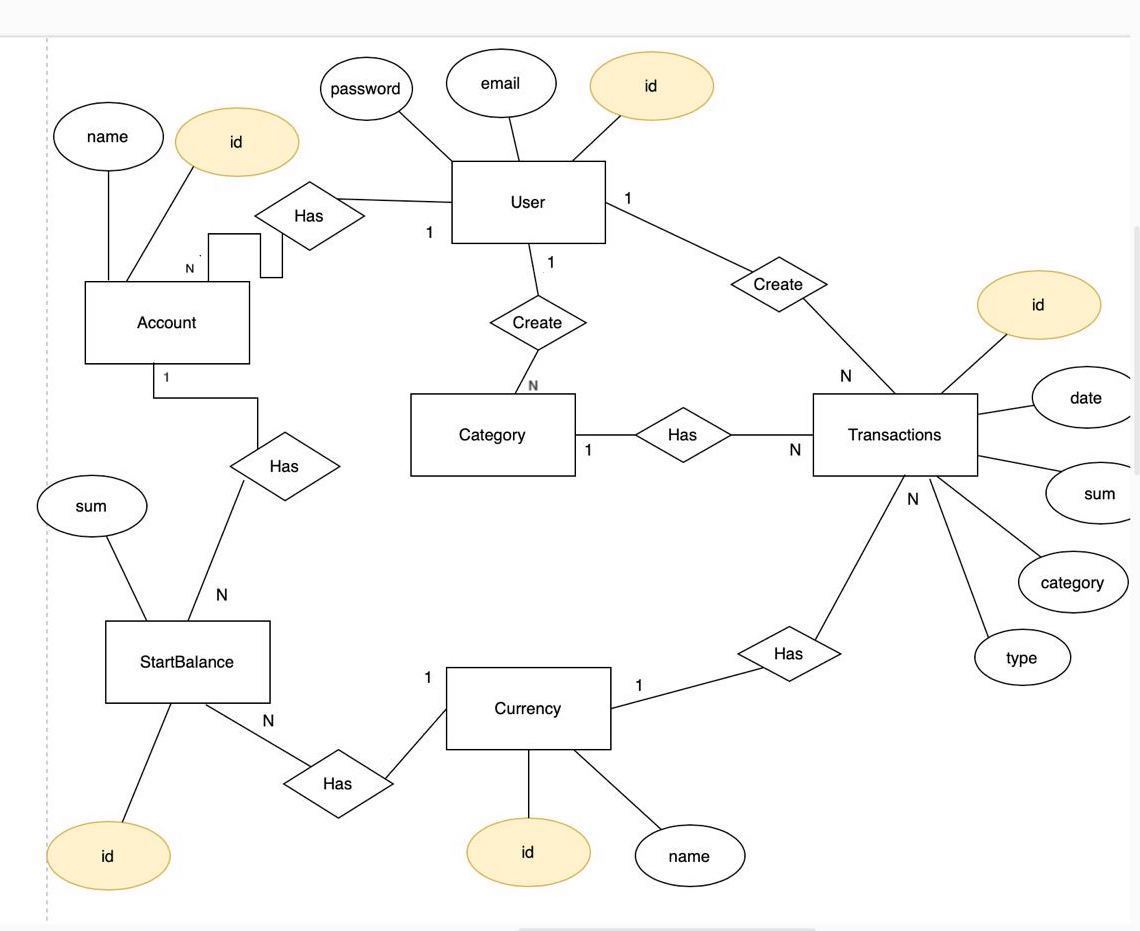 password
email
id
name
id
User
Has
1
1
N
1
Create
Account
Create
id
1
N
N
date
Category
Has
Transactions
1
N
Has
sum
sum
N
category
N
StartBalance
Has
type
1
1
Currency
N
Has
id
id
name